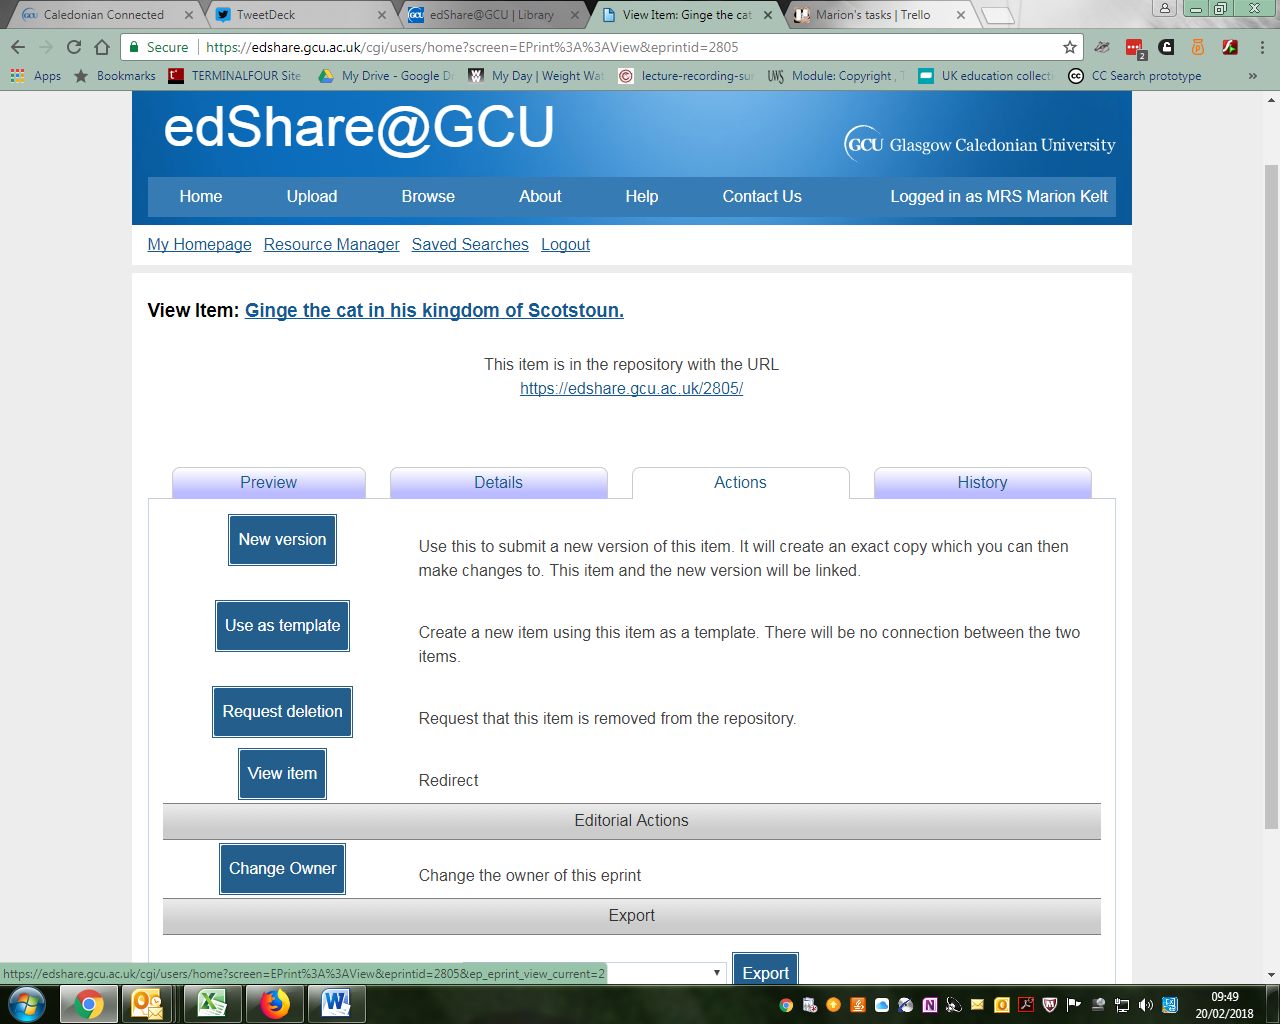 Caledonian Connected
TweetDeck
edShare@GCU | Library
View Item: Ginge the cat
Marion's tasks | Trello
Secure
https://edshare.gcu.ac.uk/cgi/users/home?screen=EPrint%3A%3AView&eprintid=2805
2
Apps
Bookmarks
TERMINALFOUR Site
My Drive - Google Dr
My Day | Weight Wat
lecture-recording-sur
UWS
Module: Copyright ,
UK education collecti
CC Search prototype
»
edShare@GCU
GCU Glasgow Caledonian University
Home
Upload
Browse
About
Help
Contact Us
Logged in as MRS Marion Kelt
My Homepage
Resource Manager
Saved Searches
Logout
View Item: Ginge the cat in his kingdom of Scotstoun.
This item is in the repository with the URL
https://edshare.gcu.ac.uk/2805/
Preview
Details
Actions
History
New version
Use this to submit a new version of this item. It will create an exact copy which you can then
make changes to. This item and the new version will be linked.
Use as template
Create a new item using this item as a template. There will be no connection between the two
items.
Request deletion
Request that this item is removed from the repository.
View item
Redirect
Editorial Actions
Change Owner
Change the owner of this eprint
Export
Export
https://edshare.gcu.ac.uk/cgi/users/home?screen=EPrint%3A%3AView&eprintid=2805&ep_eprint_view_current=2
09:49
20/02/2018